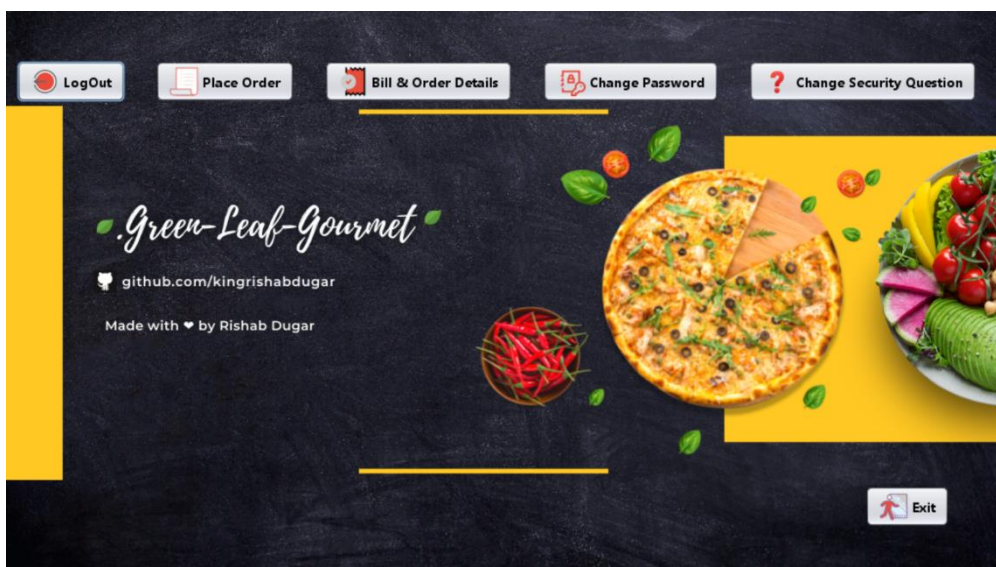 LogOut
Place Order
Bill & Order Details
Change Password
Change Security Question
.Green-Leaf-Gourmet
github.com/kingrishabdugar
Made with ❤ by Rishab Dugar
Exit